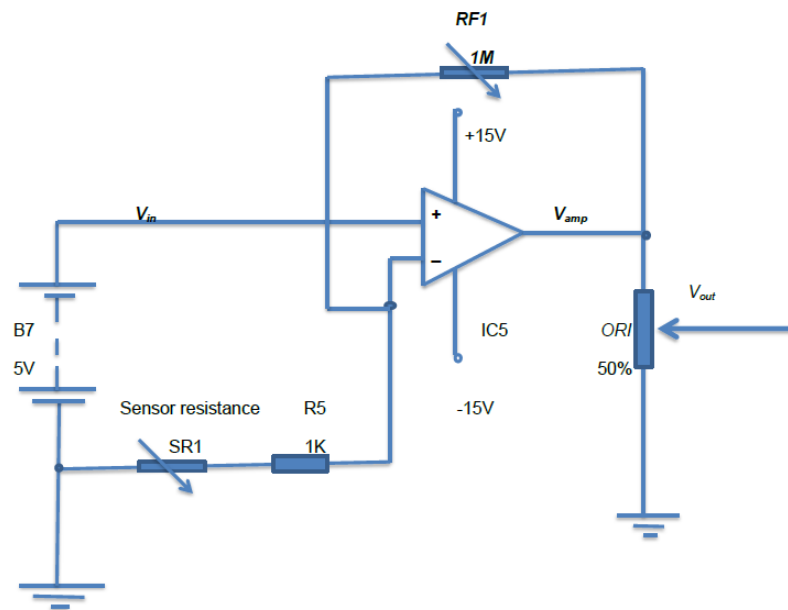 RF1
1M
+15V
Vin
+
Vamp
–
Vout
B7
IC5
ORI
5V
50%
Sensor resistance
R5
-15V
SR1
1K